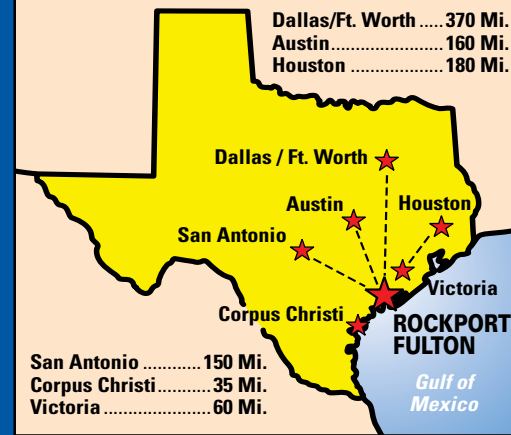 Dallas/Ft. Worth ..... 370 Mi.
Austin....................... 160 Mi.
Houston ................... 180 Mi.
Dallas / Ft. Worth
Austin
Houston
San Antonio
Victoria
Corpus Christi
ROCKPORT
FULTON
San Antonio ............ 150 Mi.
Corpus Christi........... 35 Mi.
Victoria ...................... 60 Mi.
Gulf of
Mexico